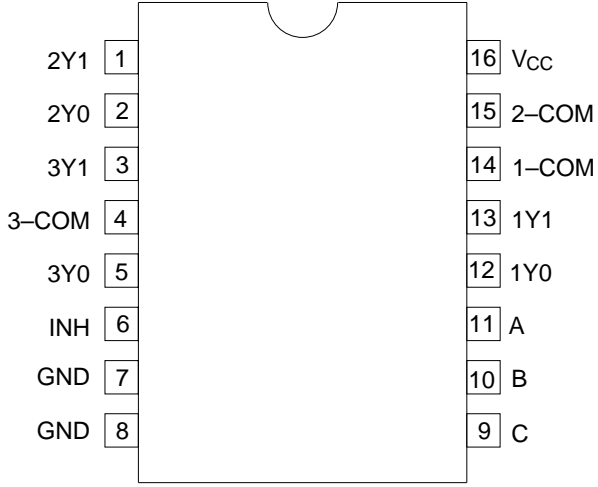 2Y1 1 16 VCC
2Y0 2 15 2–COM
3Y1 3 14 1–COM
3–COM 4 13 1Y1
3Y0 5 12 1Y0
INH 6 11 A
GND 7 10 B
GND 8 9 C